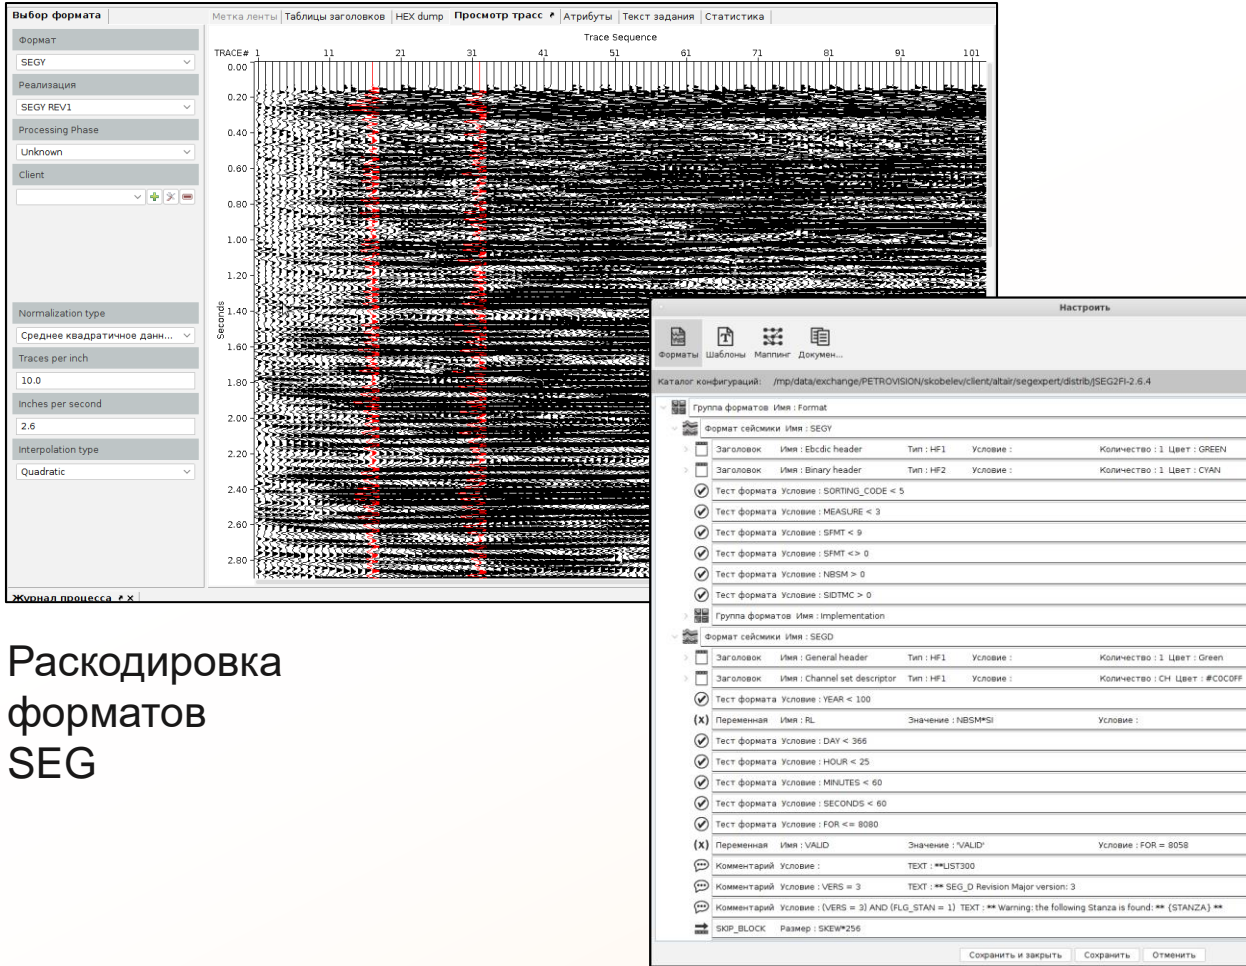 Выбор формата
Формат
SEGY
Реализация
SEGY REV1
Processing Phase
Unknown
Client
Normalization type
Среднее квадратичное данн...
Traces per inch
10.0
Inches per second
2.6
Interpolation type
Quadratic
Журнал процесса
Метка ленты Таблицы заголовков HEX dump Просмотр трасс Атрибуты Текст задания Статистика
Trace Sequence
TRACE# 1 11 21 31 41 51 61 71 81 91 101
0.00
0.20
0.40
0.60
0.80
1.00
1.20
1.40
1.60
1.80
2.00
2.20
2.40
2.60
2.80
Seconds
Настроить
Форматы Шаблоны Маппинг Докумен...
Каталог конфигураций: /mp/data/exchange/PETROVISION/skobelev/client/altair/segexpert/distrib/JSEG2FI-2.6.4
Группа форматов Имя : Format
Формат сейсмики Имя : SEGY
Заголовок Имя : Ebcdic header Тип : HF1 Условие : Количество : 1 Цвет : GREEN
Заголовок Имя : Binary header Тип : HF2 Условие : Количество : 1 Цвет : CYAN
Тест формата Условие : SORTING_CODE < 5
Тест формата Условие : MEASURE < 3
Тест формата Условие : SFMT < 9
Тест формата Условие : SFMT <> 0
Тест формата Условие : NBSM > 0
Тест формата Условие : SIDTMC > 0
Группа форматов Имя : Implementation
Формат сейсмики Имя : SEGD
Заголовок Имя : General header Тип : HF1 Условие : Количество : 1 Цвет : Green
Заголовок Имя : Channel set descriptor Тип : HF1 Условие : Количество : CH Цвет : #C0C0FF
Тест формата Условие : YEAR < 100
(x) Переменная Имя : RL Значение : NBSM*SI Условие :
Тест формата Условие : DAY < 366
Тест формата Условие : HOUR < 25
Тест формата Условие : MINUTES < 60
Тест формата Условие : SECONDS < 60
Тест формата Условие : FOR <= 8080
(x) Переменная Имя : VALID Значение : 'VALID' Условие : FOR = 8058
Комментарий Условие : TEXT : **LIST300
Комментарий Условие : VERS = 3 TEXT : ** SEG_D Revision Major version: 3
Комментарий Условие : (VERS = 3) AND (FLG_STAN = 1) TEXT : ** Warning: the following Stanza is found: ** {STANZA} **
SKIP_BLOCK Размер : SKEW*256
Сохранить и закрыть Сохранить Отменить
Раскодировка
форматов
SEG